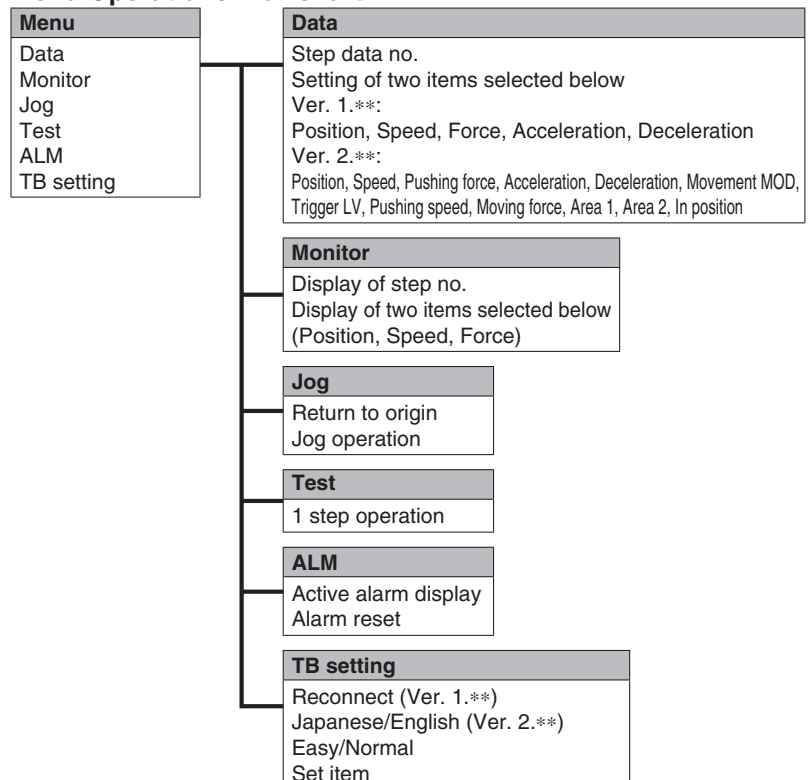 Menu
Data
Monitor
Jog
Test
ALM
TB setting
Data
Step data no.
Setting of two items selected below
Ver. 1.**:
Position, Speed, Force, Acceleration, Deceleration
Ver. 2.**:
Position, Speed, Pushing force, Acceleration, Deceleration, Movement MOD,
Trigger LV, Pushing speed, Moving force, Area 1, Area 2, In position
Monitor
Display of step no.
Display of two items selected below
(Position, Speed, Force)
Jog
Return to origin
Jog operation
Test
1 step operation
ALM
Active alarm display
Alarm reset
TB setting
Reconnect (Ver. 1.**)
Japanese/English (Ver. 2.**)
Easy/Normal
Set item